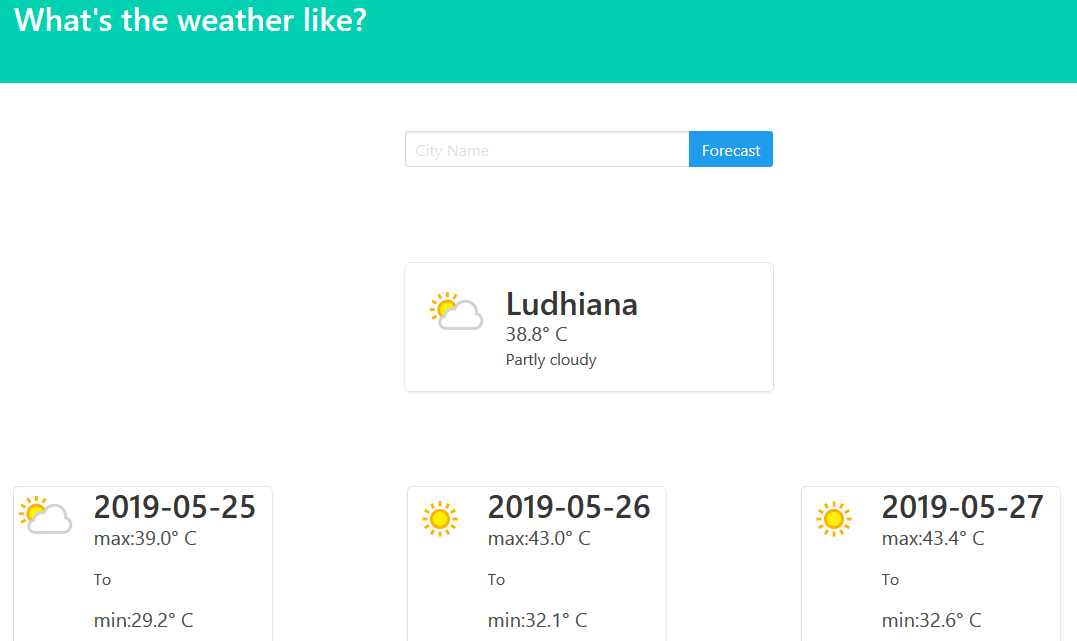 What's the weather like?
City Name
Forecast
Ludhiana
38.8° C
Partly cloudy
2019-05-25
max:39.0° C
To
min:29.2° C
2019-05-26
max:43.0° C
To
min:32.1° C
2019-05-27
max:43.4° C
To
min:32.6° C